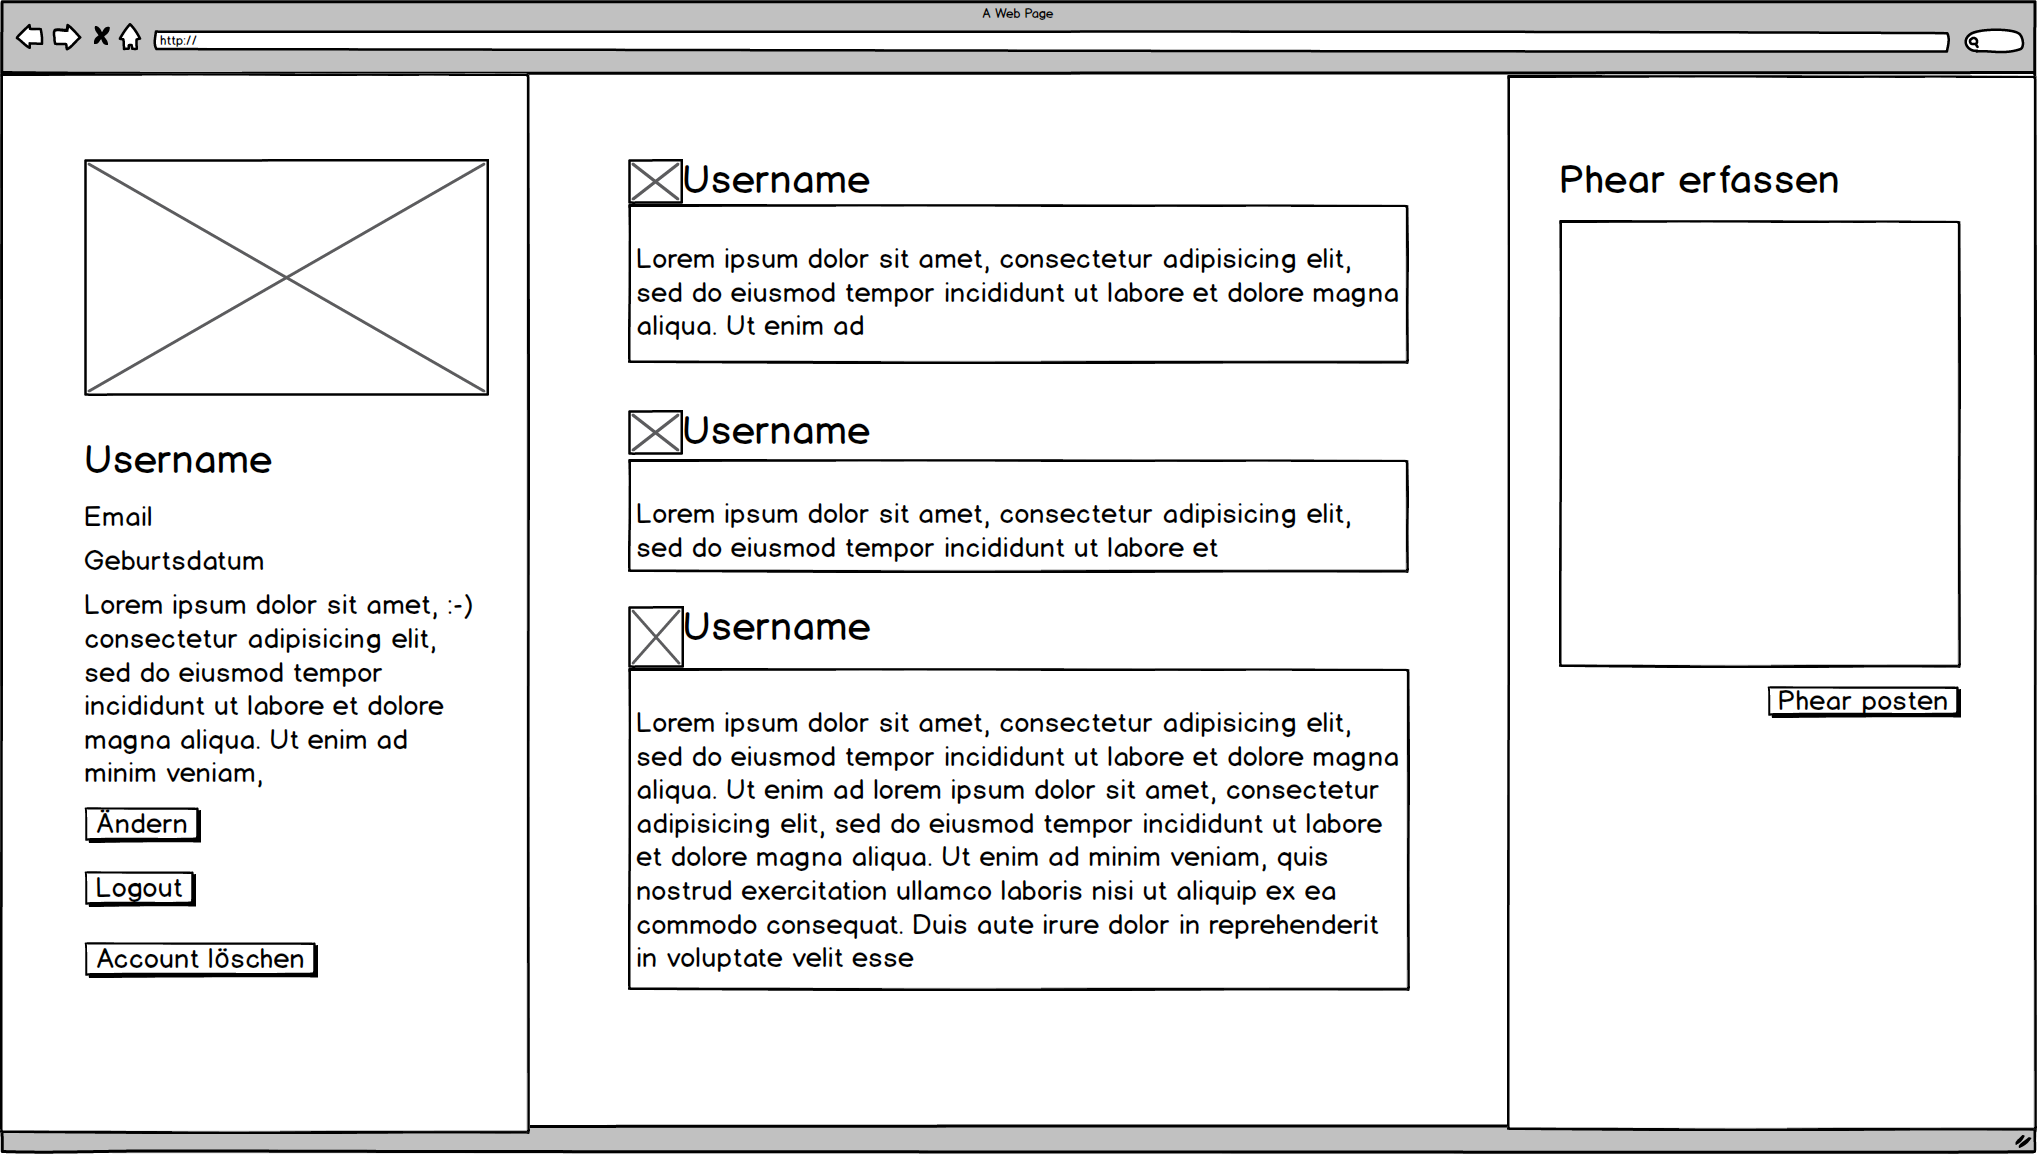 A Web Page
http://
Username
Email
Geburtsdatum
Lorem ipsum dolor sit amet, :-)
consectetur adipisicing elit,
sed do eiusmod tempor
incididunt ut labore et dolore
magna aliqua. Ut enim ad
minim veniam,
Ändern
Logout
Account löschen
Username
Lorem ipsum dolor sit amet, consectetur adipisicing elit,
sed do eiusmod tempor incididunt ut labore et dolore magna
aliqua. Ut enim ad
Username
Lorem ipsum dolor sit amet, consectetur adipisicing elit,
sed do eiusmod tempor incididunt ut labore et
Username
Lorem ipsum dolor sit amet, consectetur adipisicing elit,
sed do eiusmod tempor incididunt ut labore et dolore magna
aliqua. Ut enim ad lorem ipsum dolor sit amet, consectetur
adipisicing elit, sed do eiusmod tempor incididunt ut labore
et dolore magna aliqua. Ut enim ad minim veniam, quis
nostrud exercitation ullamco laboris nisi ut aliquip ex ea
commodo consequat. Duis aute irure dolor in reprehenderit
in voluptate velit esse
Phear erfassen
Phear posten